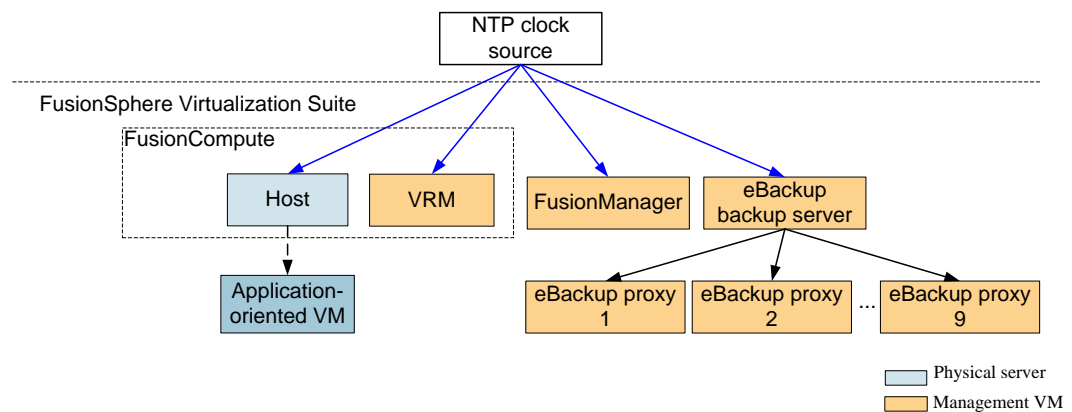 NTP clock
source
FusionSphere Virtualization Suite
FusionCompute
Host
VRM
FusionManager
eBackup
backup server
Application-
oriented VM
eBackup proxy
1
eBackup proxy
2
...
eBackup proxy
9
Physical server
Management VM